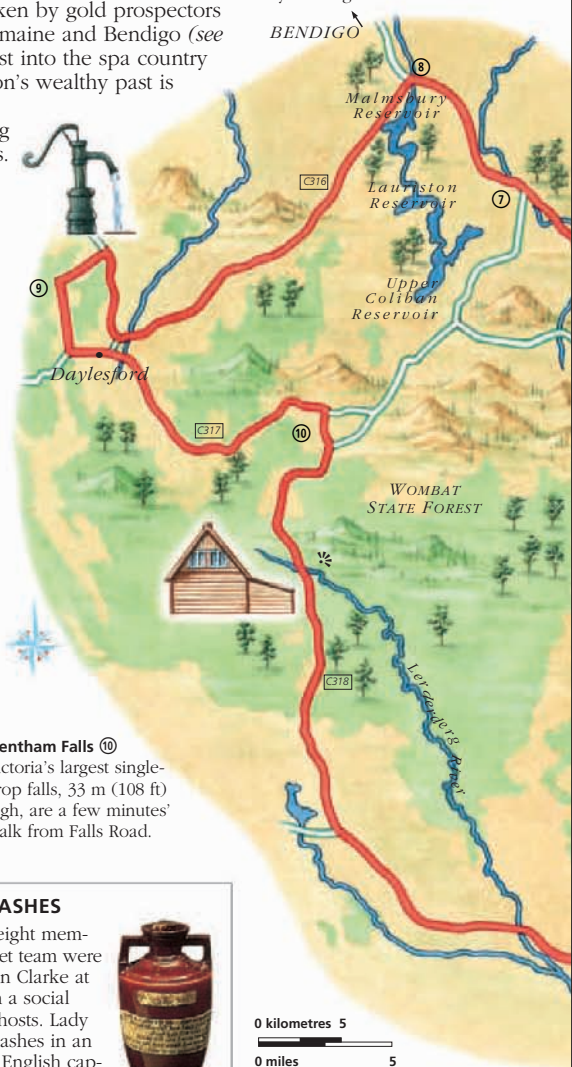 ken by gold prospectors
maine and Bendigo (see
st into the spa country
on's wealthy past is
BENDIGO
8
Malmsbury
Reservoir
C316
Lauriston
Reservoir
7
Upper
Coliban
Reservoir
9
Daylesford
C317
10
WOMBAT
STATE FOREST
C318
Lerderderg River
entham Falls 10
ctoria's largest single-
rop falls, 33 m (108 ft)
gh, are a few minutes'
alk from Falls Road.
ASHES
eight mem-
et team were
n Clarke at
n a social
hosts. Lady
ashes in an
English cap-
0 kilometres 5
0 miles 5